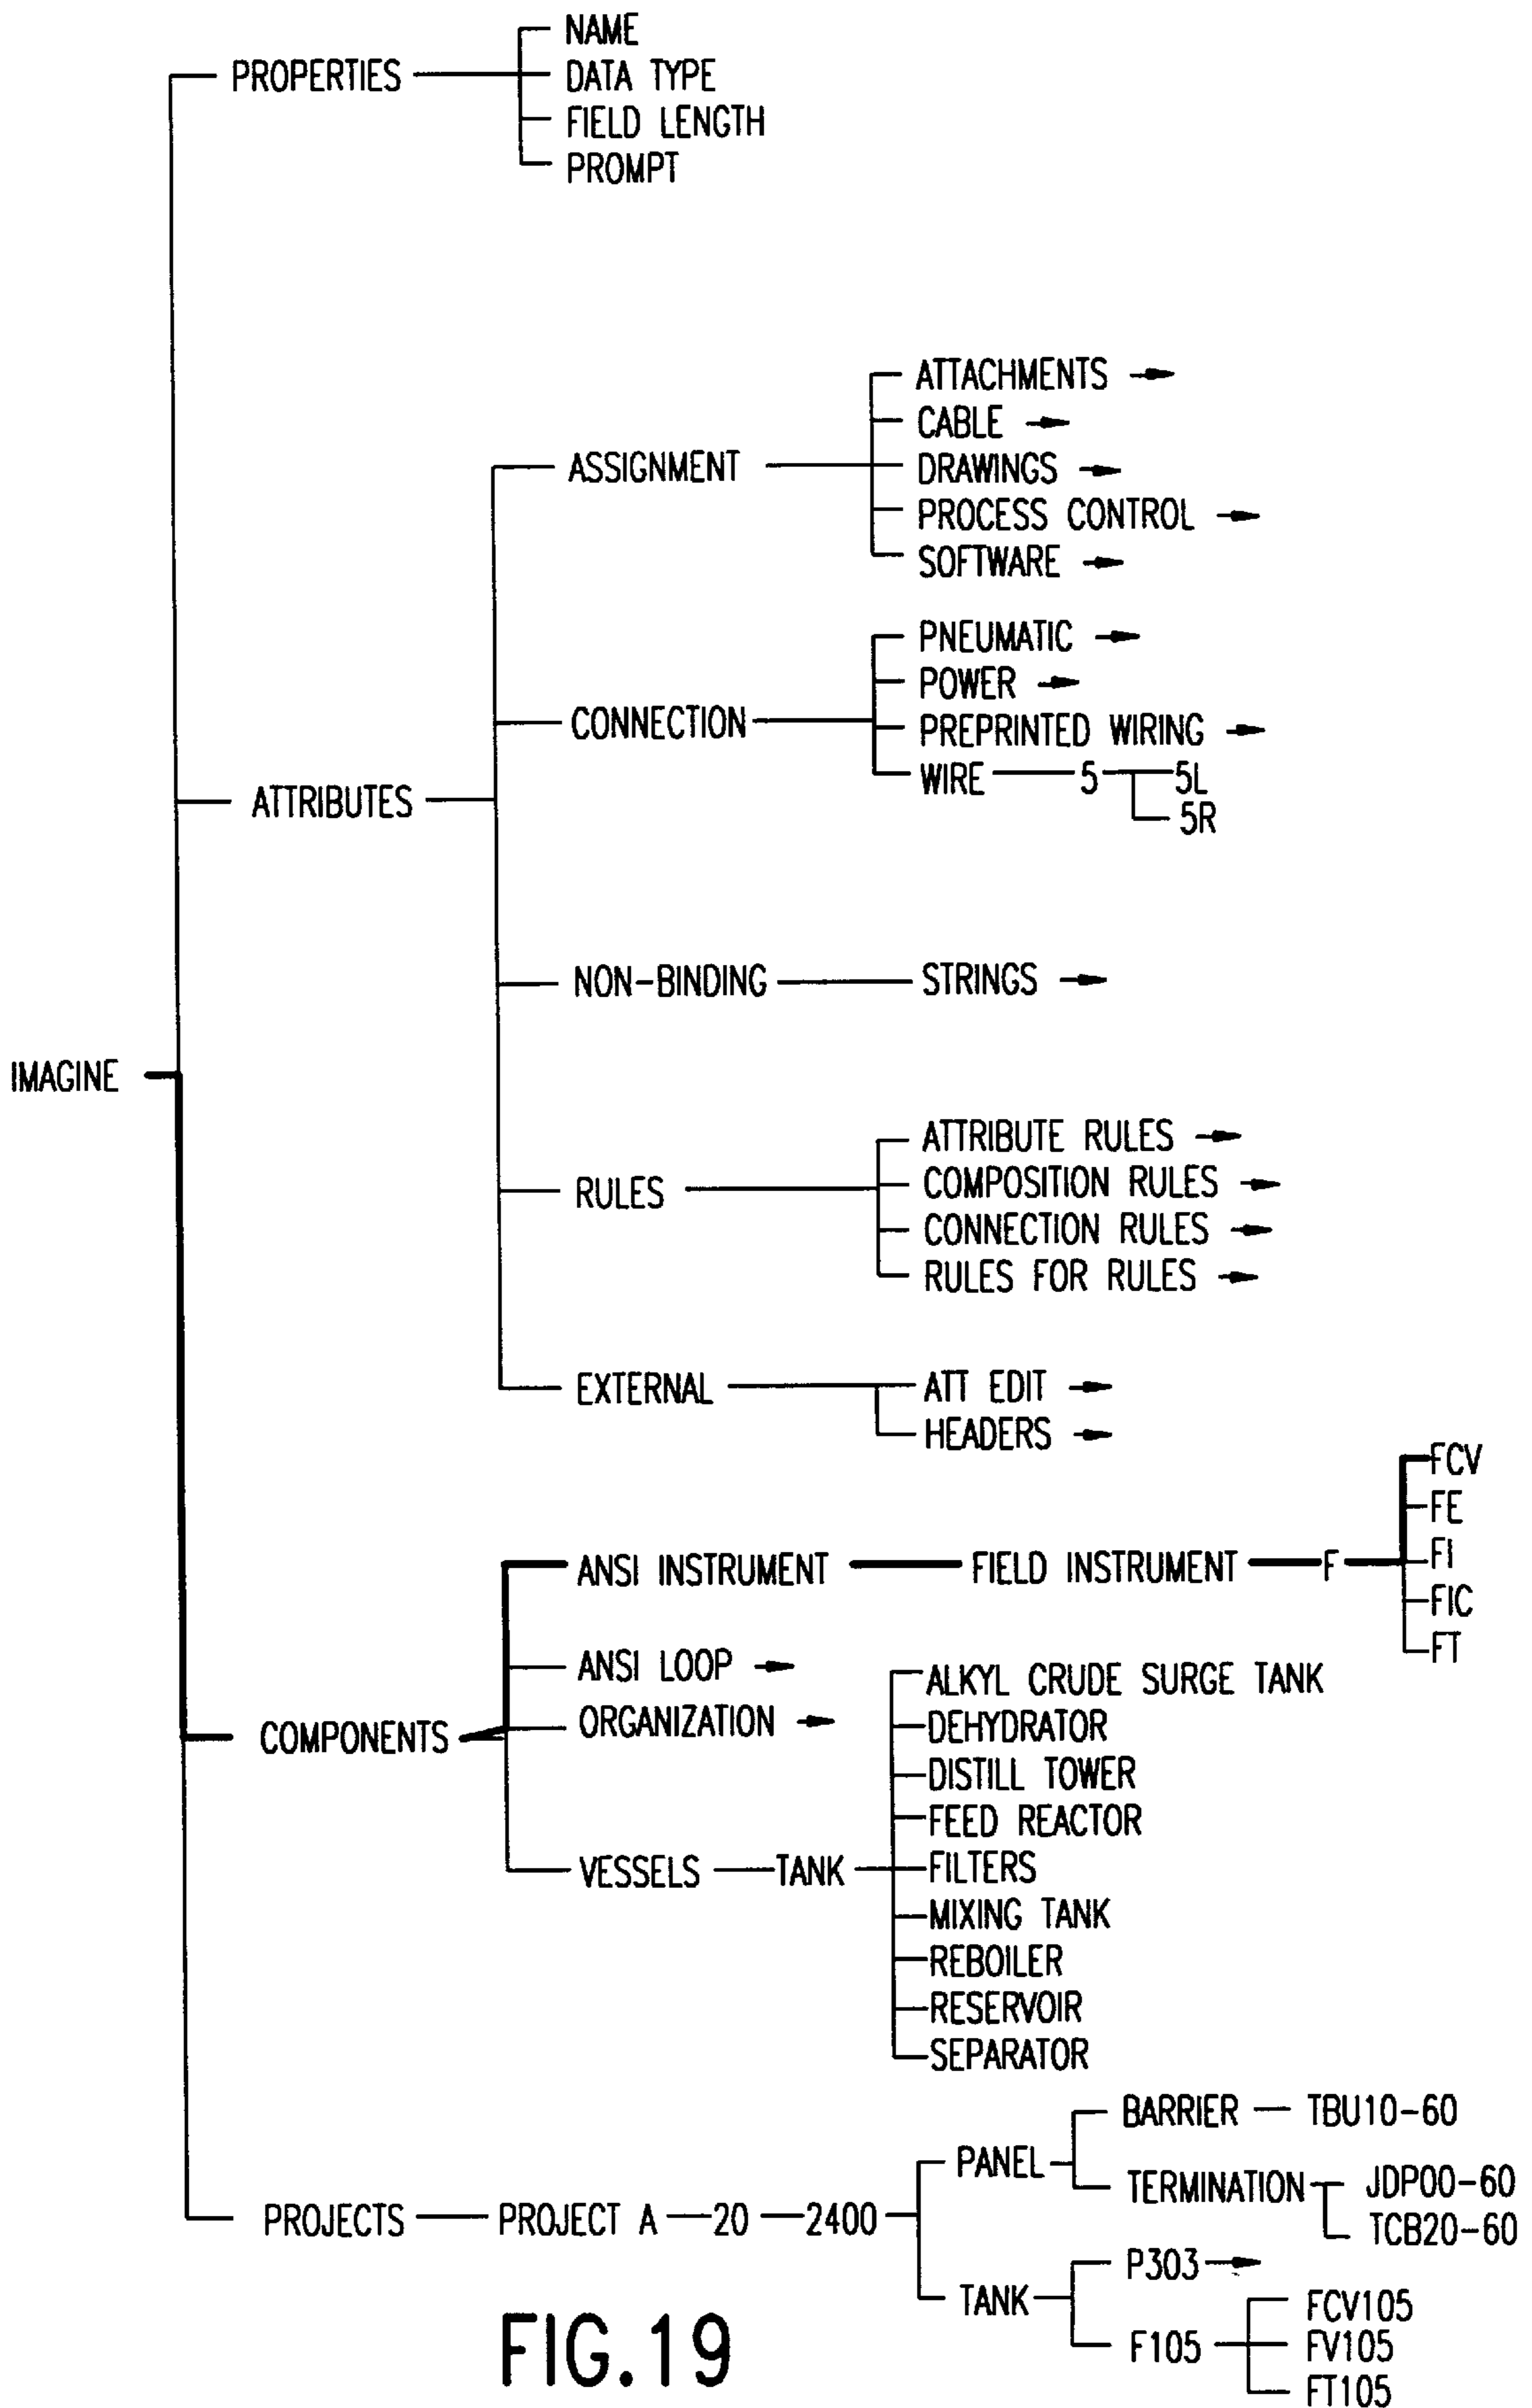 NAME
PROPERTIES
DATA TYPE
FIELD LENGTH
PROMPT
ATTACHMENTS
CABLE
ASSIGNMENT
DRAWINGS
PROCESS CONTROL
SOFTWARE
PNEUMATIC
POWER
CONNECTION
PREPRINTED WIRING
WIRE 5 5L
5R
ATTRIBUTES
NON-BINDING STRINGS
IMAGINE
ATTRIBUTE RULES
COMPOSITION RULES
RULES
CONNECTION RULES
RULES FOR RULES
EXTERNAL
ATT EDIT
HEADERS
COMPONENTS
ANSI INSTRUMENT FIELD INSTRUMENT F
FCV
FE
FI
FIC
FT
ANSI LOOP
ORGANIZATION
VESSELS TANK
ALKYL CRUDE SURGE TANK
DEHYDRATOR
DISTILL TOWER
FEED REACTOR
FILTERS
MIXING TANK
REBOILER
RESERVOIR
SEPARATOR
PROJECTS PROJECT A 20 2400
PANEL
BARRIER TBU10-60
TERMINATION JDP00-60
TCB20-60
TANK
P303
F105
FCV105
FV105
FT105
FIG.19